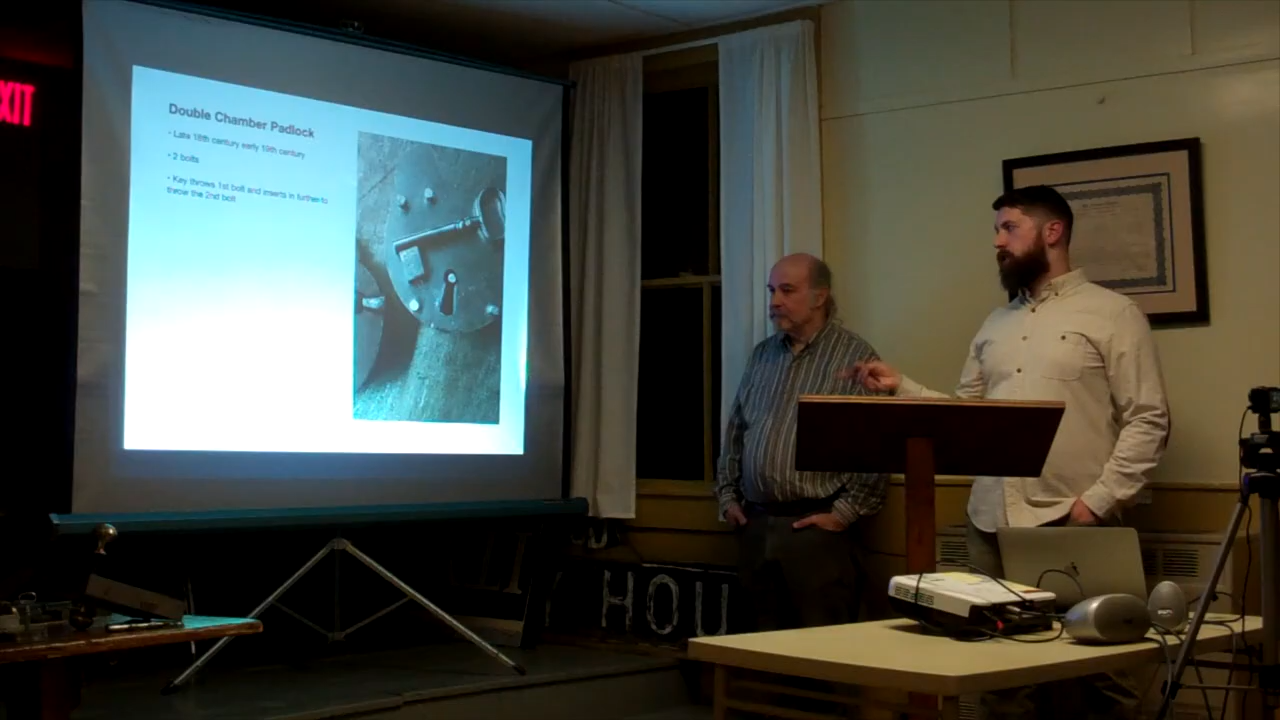 EXIT
Double Chamber Padlock
• Late 18th century early 19th century
• 2 bolts
• Key throws 1st bolt and inserts in further to
throw the 2nd bolt
HOU